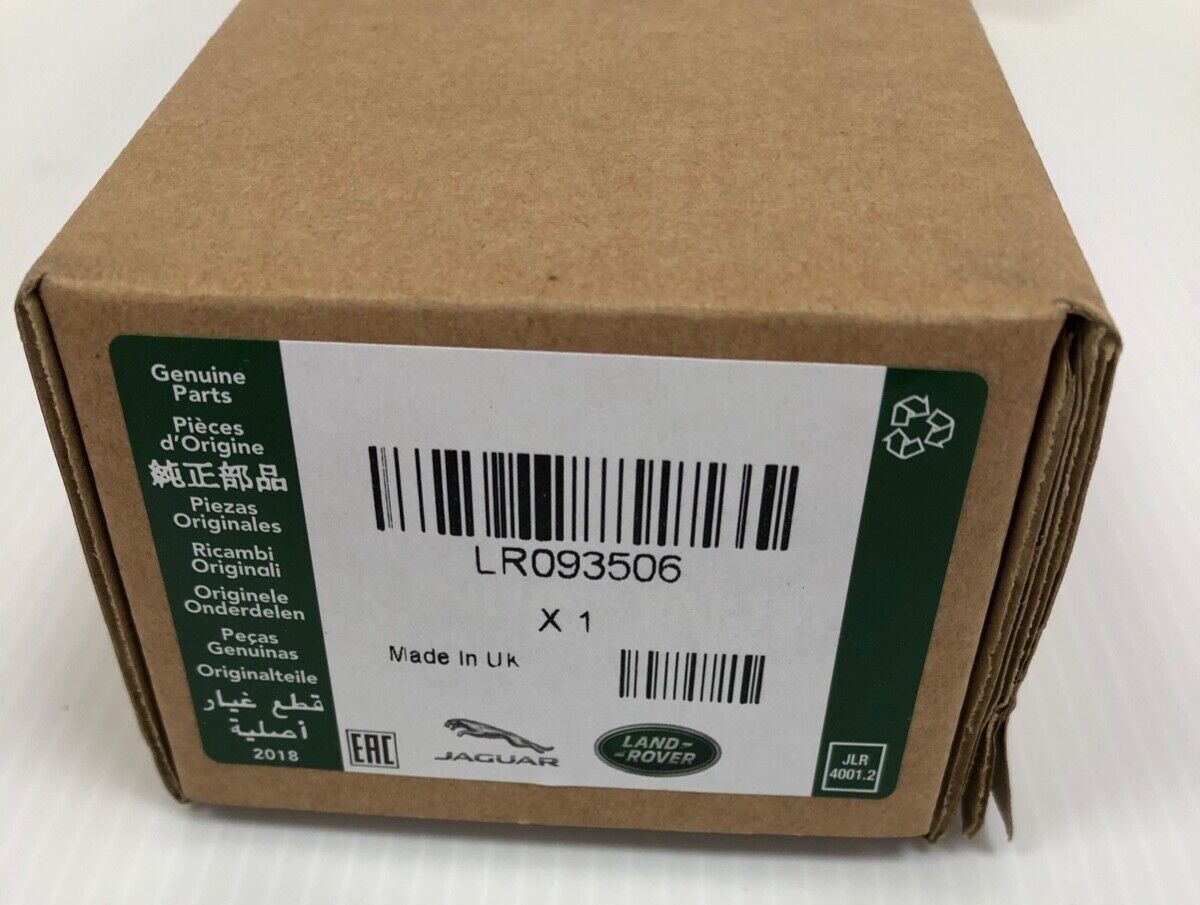 Genuine
Parts
Pièces
d'Origine
純正部品
Piezas
Originales
Ricambi
Originali
Originele
Onderdelen
Peças
Genuínas
Originalteile
قطع غيار
أصلية
2018
LR093506
X 1
Made In UK
EAC
JAGUAR
LAND-
-ROVER
JLR
4001.2